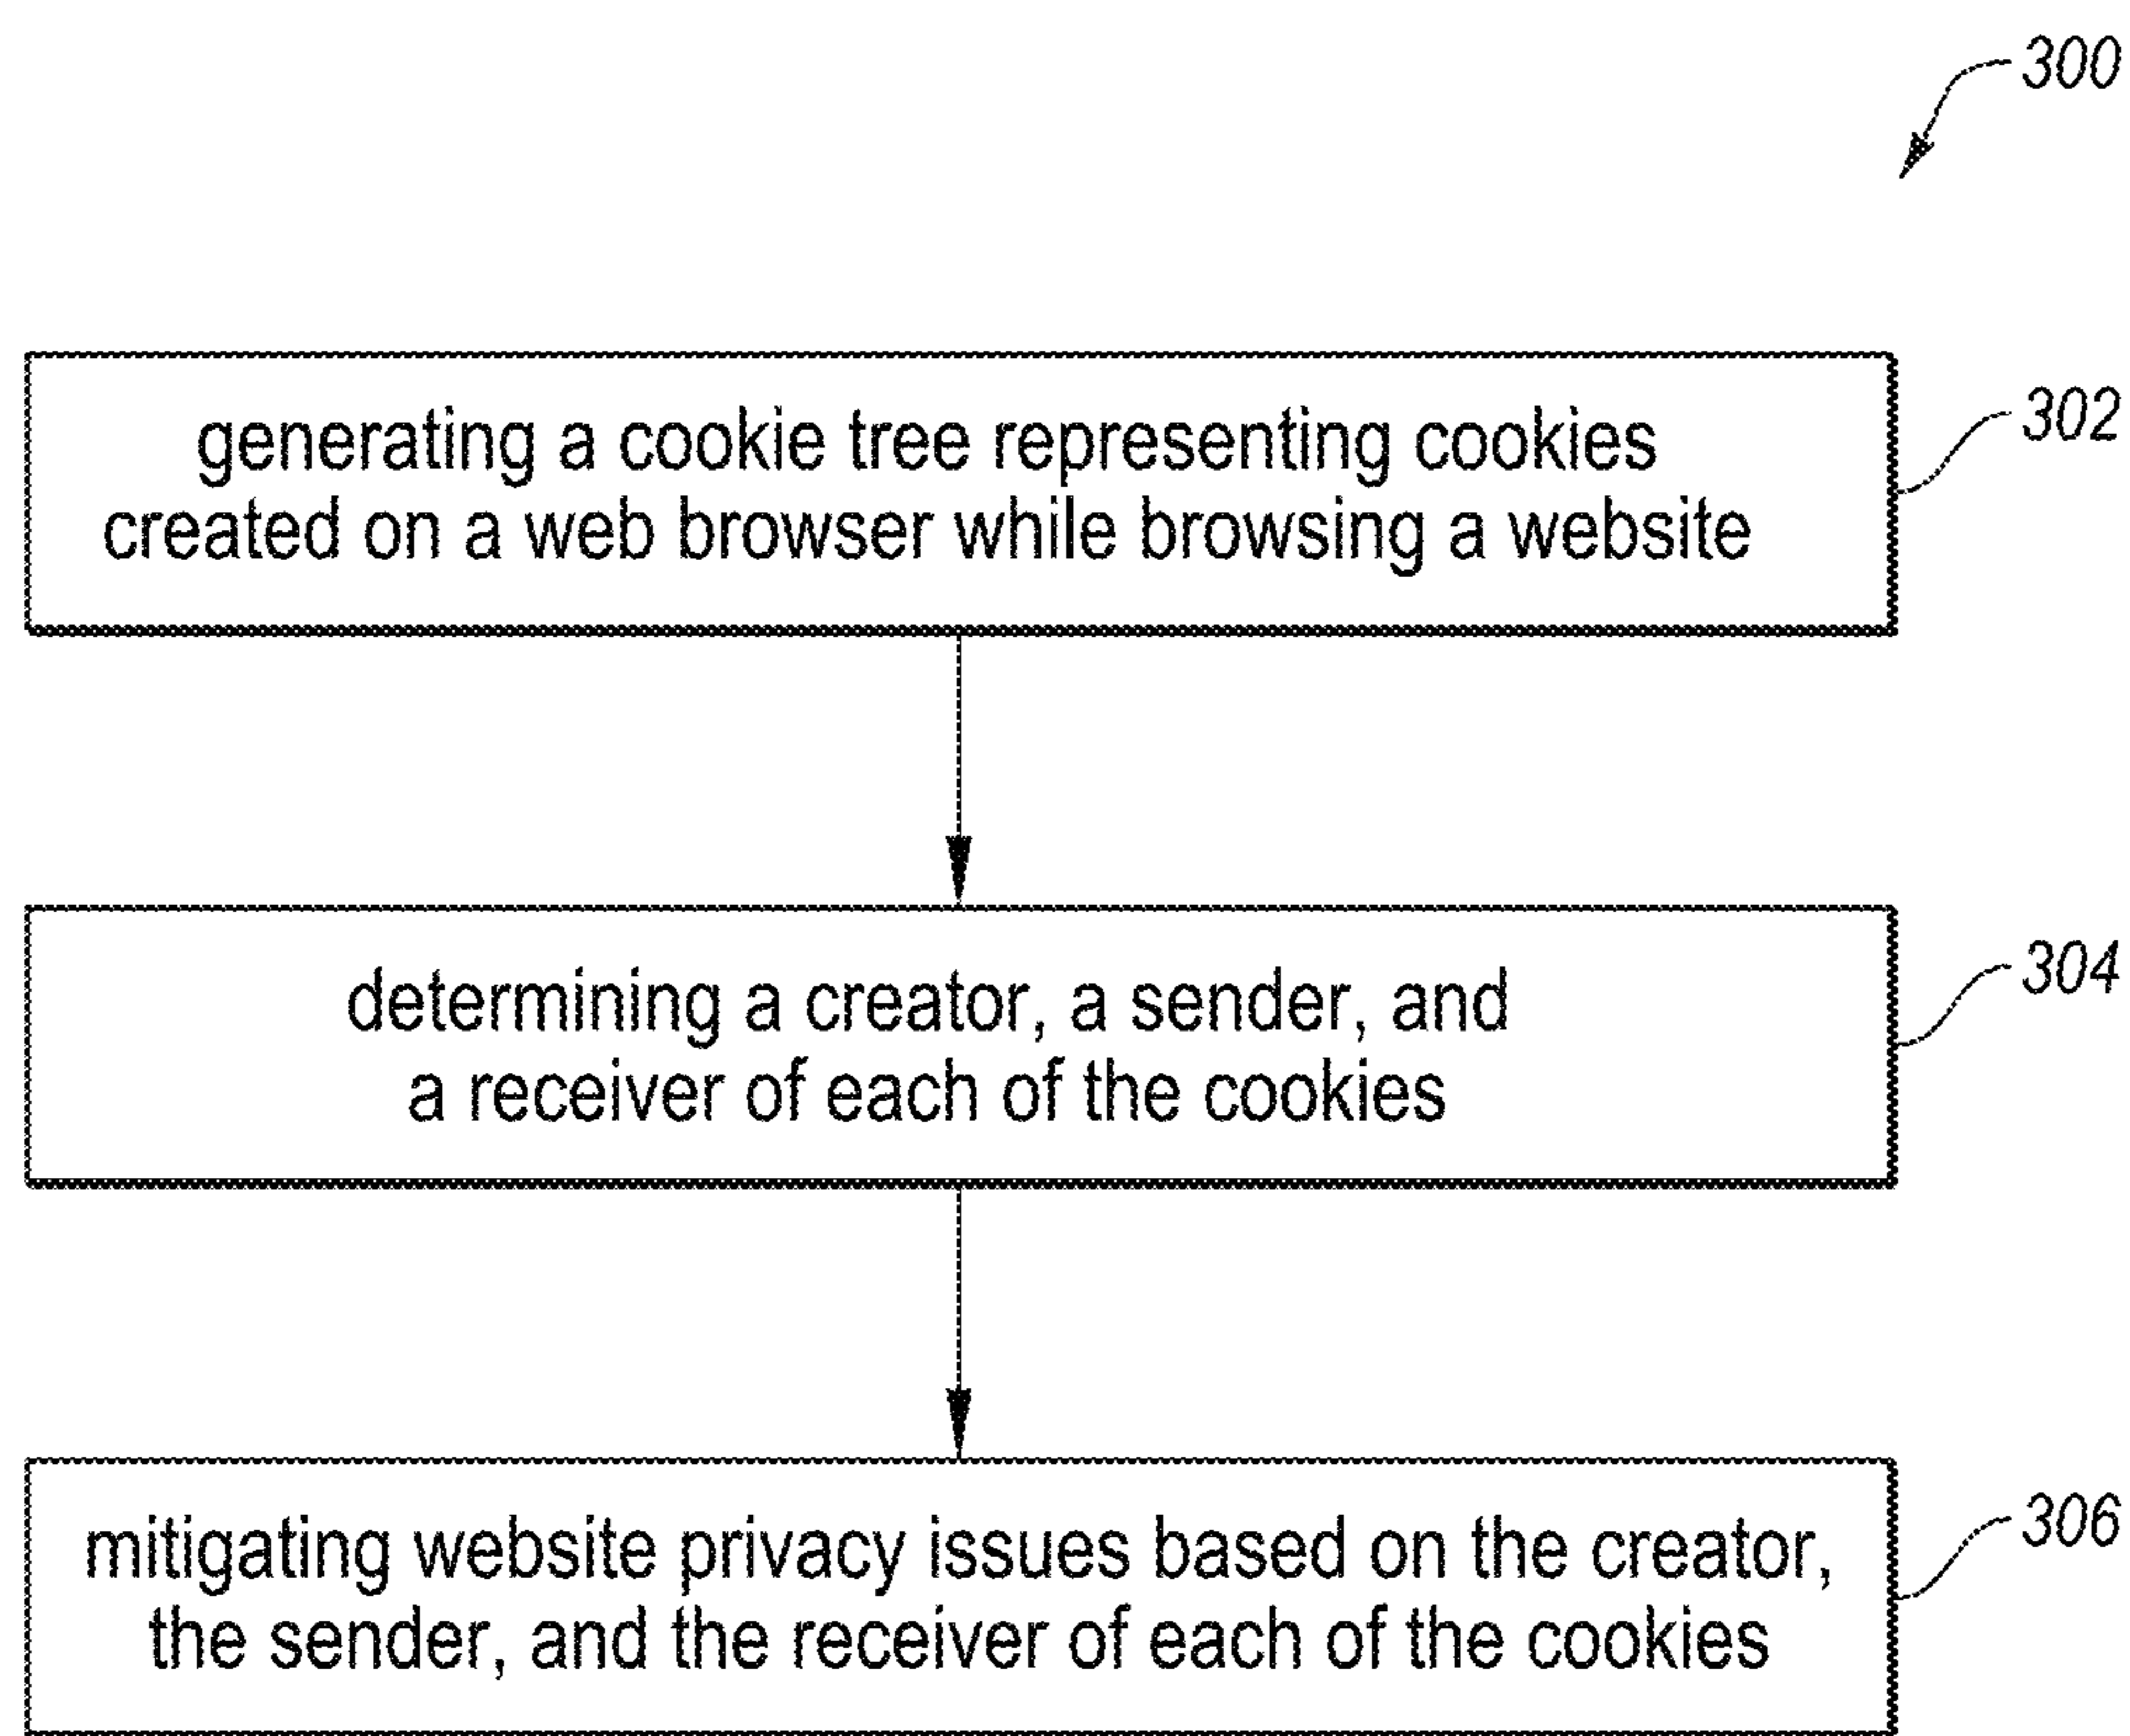 300
generating a cookie tree representing cookies
created on a web browser while browsing a website
302
determining a creator, a sender, and
a receiver of each of the cookies
304
mitigating website privacy issues based on the creator,
the sender, and the receiver of each of the cookies
306